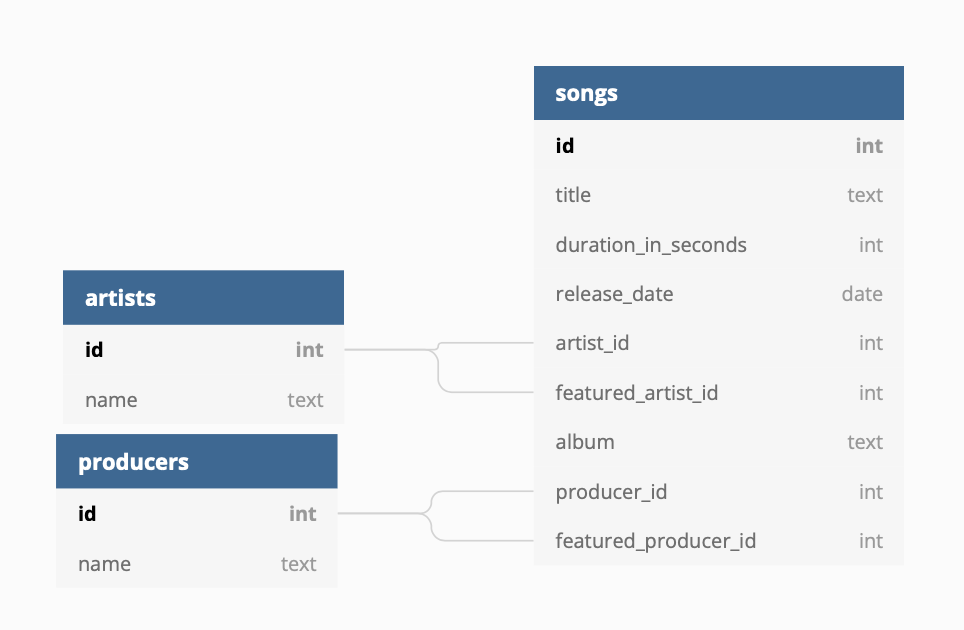 songs
id int
title text
duration_in_seconds int
release_date date
artist_id int
featured_artist_id int
album text
producer_id int
featured_producer_id int
artists
id int
name text
producers
id int
name text